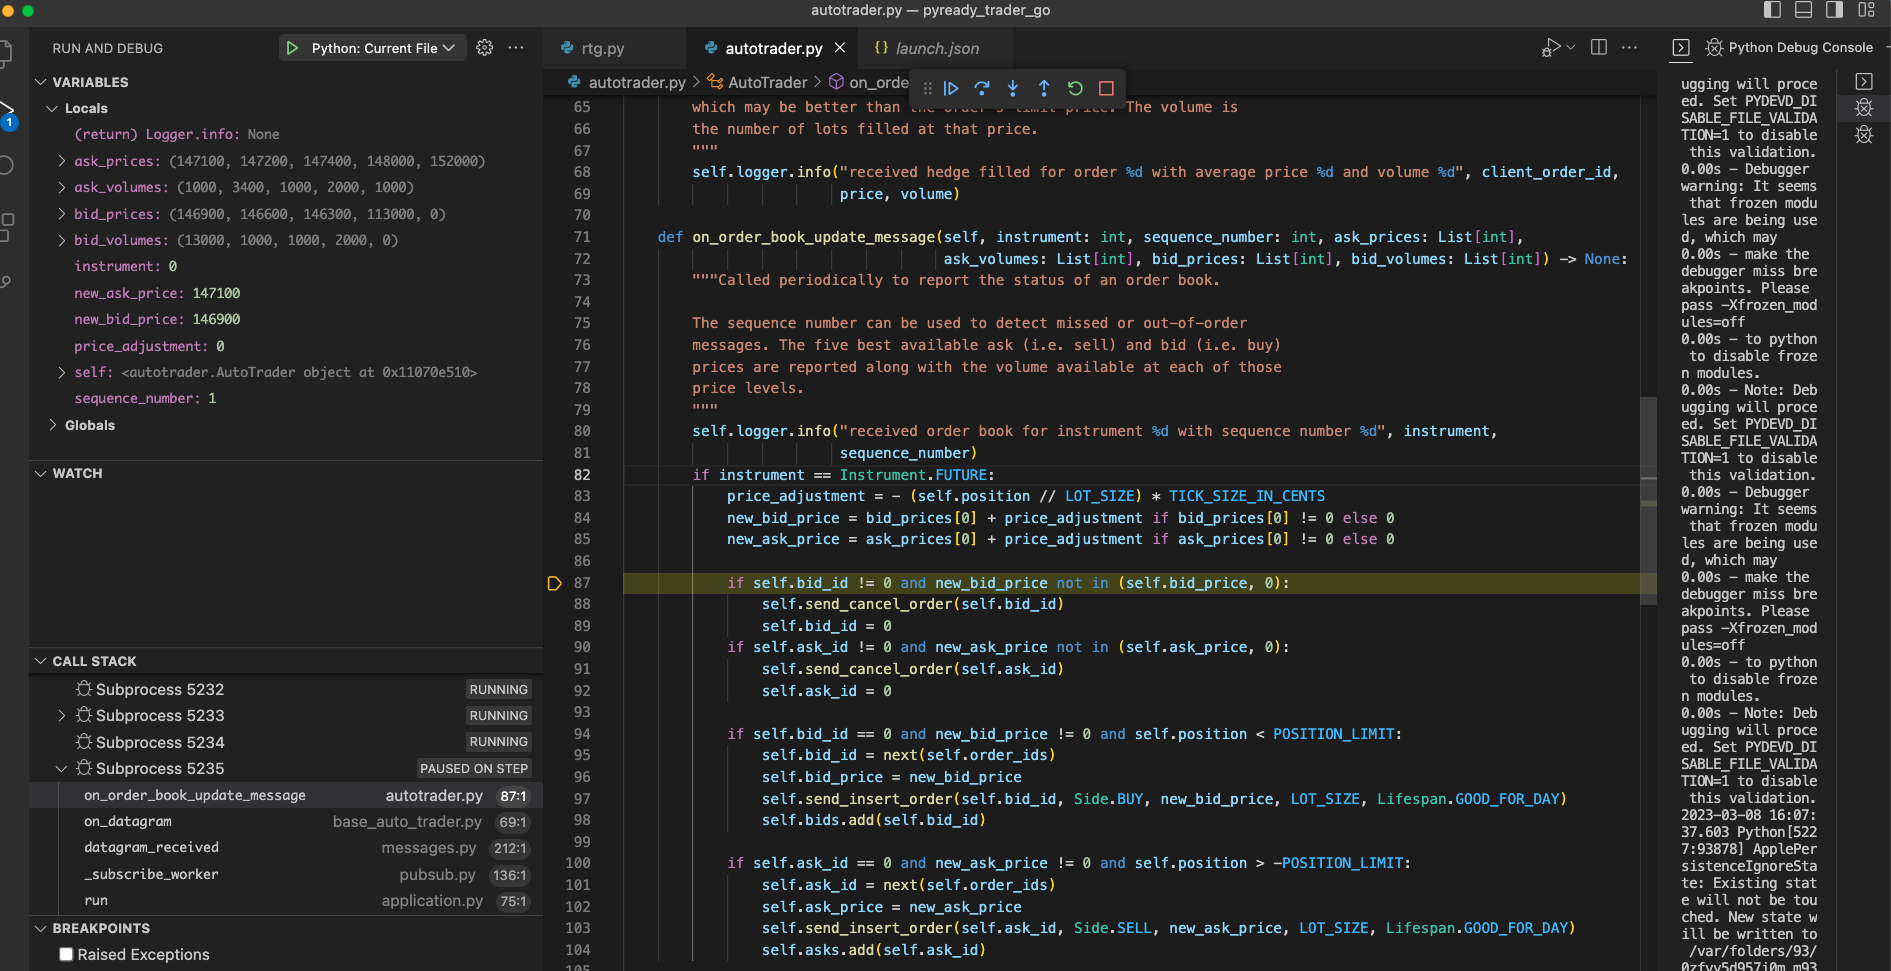 autotrader.py — pyready_trader_go
RUN AND DEBUG
Python: Current File
VARIABLES
Locals
(return) Logger.info: None
ask_prices: (147100, 147200, 147400, 148000, 152000)
ask_volumes: (1000, 3400, 1000, 2000, 1000)
bid_prices: (146900, 146600, 146300, 113000, 0)
bid_volumes: (13000, 1000, 1000, 2000, 0)
instrument: 0
new_ask_price: 147100
new_bid_price: 146900
price_adjustment: 0
self: <autotrader.AutoTrader object at 0x11070e510>
sequence_number: 1
Globals
WATCH
CALL STACK
Subprocess 5232 RUNNING
Subprocess 5233 RUNNING
Subprocess 5234 RUNNING
Subprocess 5235 PAUSED ON STEP
on_order_book_update_message autotrader.py 87:1
on_datagram base_auto_trader.py 69:1
datagram_received messages.py 212:1
_subscribe_worker pubsub.py 136:1
run application.py 75:1
BREAKPOINTS
Raised Exceptions
1
rtg.py autotrader.py {} launch.json
autotrader.py > AutoTrader > on_orde
65 which may be better than the order's limit price. The volume is
66 the number of lots filled at that price.
67 """
68 self.logger.info("received hedge filled for order %d with average price %d and volume %d", client_order_id,
69 price, volume)
70
71 def on_order_book_update_message(self, instrument: int, sequence_number: int, ask_prices: List[int],
72 ask_volumes: List[int], bid_prices: List[int], bid_volumes: List[int]) -> None:
73 """Called periodically to report the status of an order book.
74
75 The sequence number can be used to detect missed or out-of-order
76 messages. The five best available ask (i.e. sell) and bid (i.e. buy)
77 prices are reported along with the volume available at each of those
78 price levels.
79 """
80 self.logger.info("received order book for instrument %d with sequence number %d", instrument,
81 sequence_number)
82 if instrument == Instrument.FUTURE:
83 price_adjustment = - (self.position // LOT_SIZE) * TICK_SIZE_IN_CENTS
84 new_bid_price = bid_prices[0] + price_adjustment if bid_prices[0] != 0 else 0
85 new_ask_price = ask_prices[0] + price_adjustment if ask_prices[0] != 0 else 0
86
87 if self.bid_id != 0 and new_bid_price not in (self.bid_price, 0):
88 self.send_cancel_order(self.bid_id)
89 self.bid_id = 0
90 if self.ask_id != 0 and new_ask_price not in (self.ask_price, 0):
91 self.send_cancel_order(self.ask_id)
92 self.ask_id = 0
93
94 if self.bid_id == 0 and new_bid_price != 0 and self.position < POSITION_LIMIT:
95 self.bid_id = next(self.order_ids)
96 self.bid_price = new_bid_price
97 self.send_insert_order(self.bid_id, Side.BUY, new_bid_price, LOT_SIZE, Lifespan.GOOD_FOR_DAY)
98 self.bids.add(self.bid_id)
99
100 if self.ask_id == 0 and new_ask_price != 0 and self.position > -POSITION_LIMIT:
101 self.ask_id = next(self.order_ids)
102 self.ask_price = new_ask_price
103 self.send_insert_order(self.ask_id, Side.SELL, new_ask_price, LOT_SIZE, Lifespan.GOOD_FOR_DAY)
104 self.asks.add(self.ask_id)
105
Python Debug Console
ugging will proce
ed. Set PYDEVD_DI
SABLE_FILE_VALIDA
TION=1 to disable
this validation.
0.00s - Debugger
warning: It seems
that frozen modu
les are being use
d, which may
0.00s - make the
debugger miss bre
akpoints. Please
pass -Xfrozen_mod
ules=off
0.00s - to python
to disable froze
n modules.
0.00s - Note: Deb
ugging will proce
ed. Set PYDEVD_DI
SABLE_FILE_VALIDA
TION=1 to disable
this validation.
0.00s - Debugger
warning: It seems
that frozen modu
les are being use
d, which may
0.00s - make the
debugger miss bre
akpoints. Please
pass -Xfrozen_mod
ules=off
0.00s - to python
to disable froze
n modules.
0.00s - Note: Deb
ugging will proce
ed. Set PYDEVD_DI
SABLE_FILE_VALIDA
TION=1 to disable
this validation.
2023-03-08 16:07:
37.603 Python[522
7:93878] ApplePer
sistenceIgnoreSta
te: Existing stat
e will not be tou
ched. New state w
ill be written to
/var/folders/93/